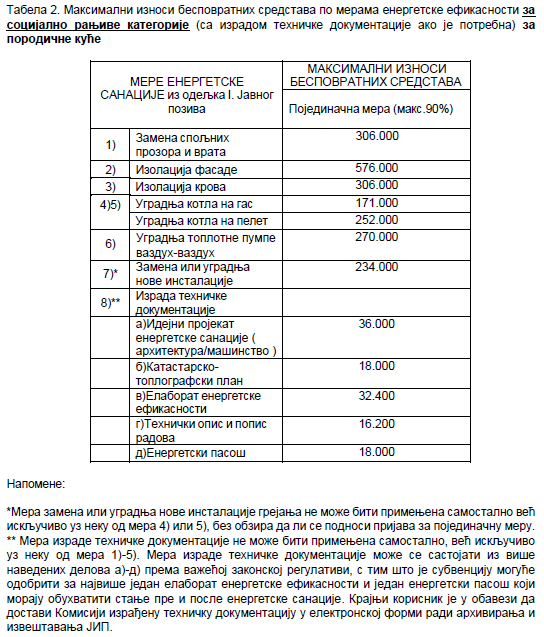 Табела 2. Максимални износи бесповратних средстава по мерама енергетске ефикасности за
социјално рањиве категорије (са израдом техничке документације ако је потребна) за
породичне куће
МЕРЕ ЕНЕРГЕТСКЕ
САНАЦИЈЕ из одељка I. Јавног
позива
МАКСИМАЛНИ ИЗНОСИ
БЕСПОВРАТНИХ СРЕДСТАВА
Појединачна мера (макс.90%)
1) Замена спољних
прозора и врата 306.000
2) Изолација фасаде 576.000
3) Изолација крова 306.000
4)5) Уградња котла на гас 171.000
Уградња котла на пелет 252.000
6) Уградња топлотне пумпе
ваздух-ваздух 270.000
7)* Замена или уградња
нове инсталације 234.000
8)** Израда техничке
документације
а)Идејни пројекат
енергетске санације (
архитектура/машинство ) 36.000
б)Катастарско-
топлографски план 18.000
в)Елаборат енергетске
ефикасности 32.400
г)Технички опис и попис
радова 16.200
д)Енергетски пасош 18.000
Напомене:
*Мера замена или уградња нове инсталације грејања не може бити примењена самостално већ
искључиво уз неку од мера 4) или 5), без обзира да ли се подноси пријава за појединачну меру.
** Мера израде техничке документације не може бити примењена самостално, већ искључиво
уз неку од мера 1)-5). Мера израде техничке документације може се састојати из више
наведених делова а)-д) према важећој законској регулативи, с тим што је субвенцију могуће
одобрити за највише један елаборат енергетске ефикасности и један енергетски пасош који
морају обухватити стање пре и после енергетске санације. Крајњи корисник је у обавези да
достави Комисији израђену техничку документацију у електронској форми ради архивирања и
извештавања ЈИП.